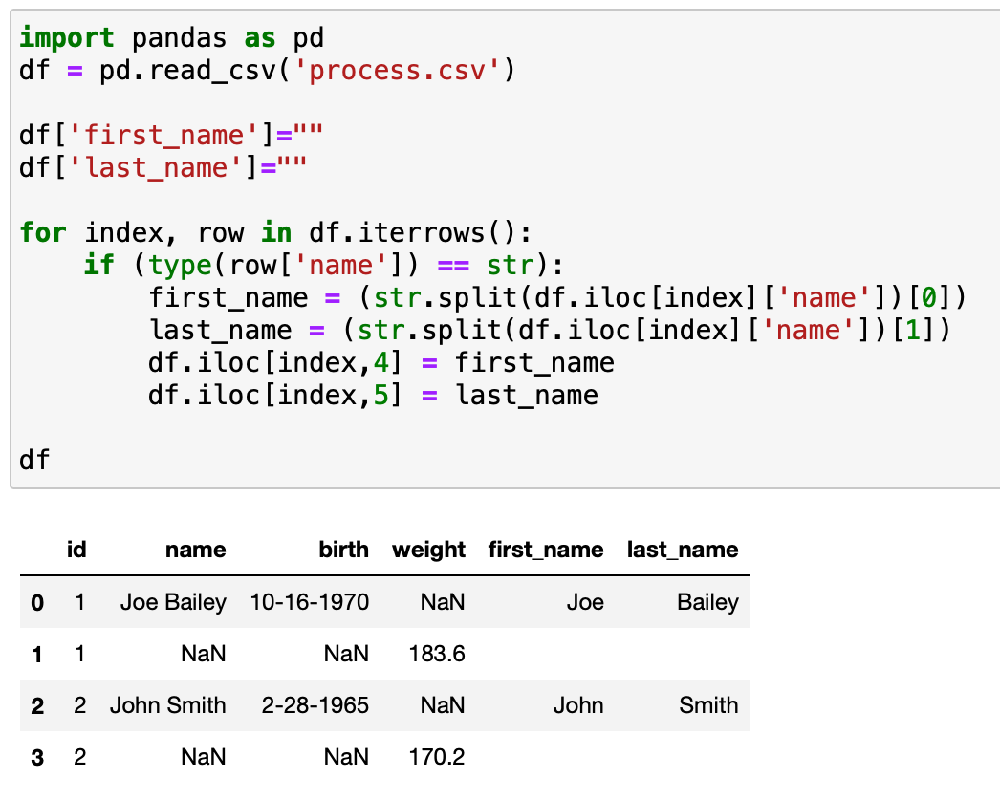 import pandas as pd
df = pd.read_csv('process.csv')
df['first_name']=""
df['last_name']=""
for index, row in df.iterrows():
    if (type(row['name']) == str):
        first_name = (str.split(df.iloc[index]['name'])[0])
        last_name = (str.split(df.iloc[index]['name'])[1])
        df.iloc[index,4] = first_name
        df.iloc[index,5] = last_name
df
id name birth weight first_name last_name
0 1 Joe Bailey 10-16-1970 NaN Joe Bailey
1 1 NaN NaN 183.6
2 2 John Smith 2-28-1965 NaN John Smith
3 2 NaN NaN 170.2